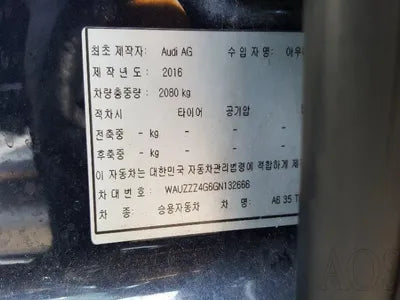 최초 제작자: Audi AG 수입자명: 아우
제작년도 : 2016
차량총중량 : 2080 kg
적차시 타이어 공기압
전축중 - kg
후축중 - kg
이 자동차는 대한민국 자동차관리법령에 적합하게 제
차대번호 : WAUZZZ4G6GN132666
차 종 : 승용자동차 차 명 : A6 35 T